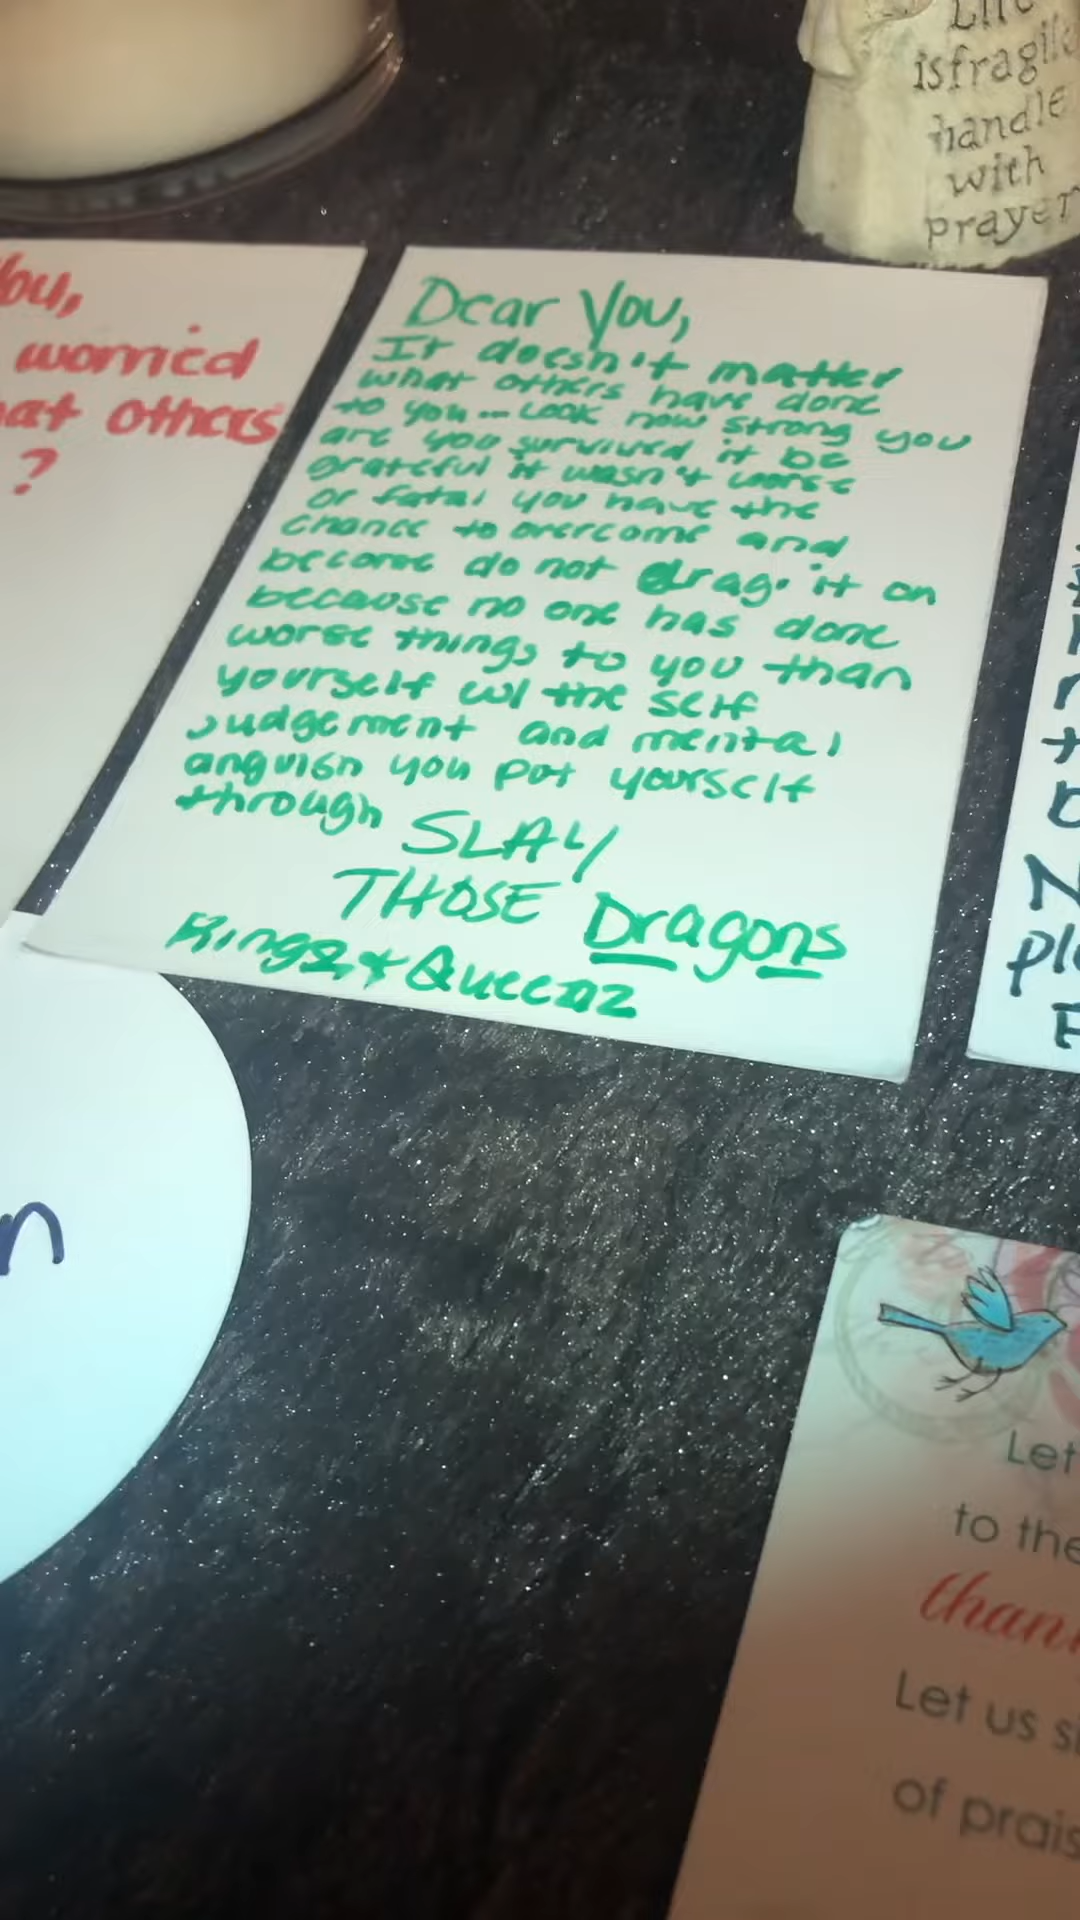 Life
isfragile
handle
with
prayer
You,
worried
hat others
?
Dear You,
It doesn't matter
what others have done
to you... Look how strong you
are you survived it be
grateful it wasn't worse
or fatal you have the
chance to overcome and
become do not drag it on
because no one has done
worse things to you than
yourself w/ the self
judgement and mental
anguish you put yourself
through SLAY
THOSE Dragons
Kings + Queenz
n
Let
to the
Let us
of prais